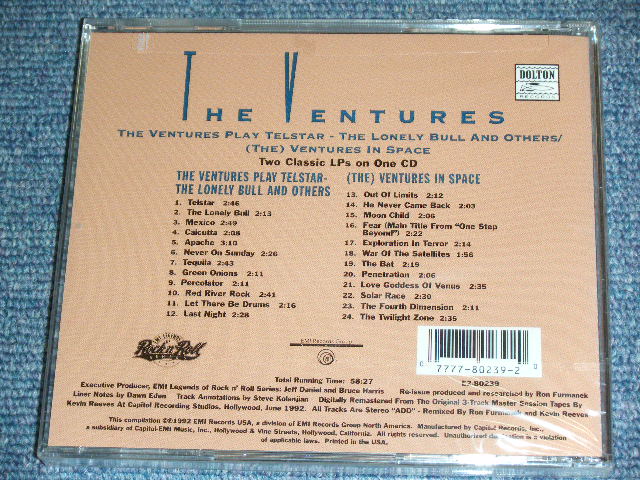 THE VENTURES
DOLTON
RECORDS
THE VENTURES PLAY TELSTAR - THE LONELY BULL AND OTHERS/
(THE) VENTURES IN SPACE
Two Classic LPs on One CD
THE VENTURES PLAY TELSTAR-
THE LONELY BULL AND OTHERS
1. Telstar 2:46
2. The Lonely Bull 2:13
3. Mexico 2:49
4. Calcutta 2:08
5. Apache 3:10
6. Never On Sunday 2:26
7. Tequila 2:43
8. Green Onions 2:11
9. Percolator 2:11
10. Red River Rock 2:41
11. Let There Be Drums 2:16
12. Last Night 2:28
(THE) VENTURES IN SPACE
13. Out Of Limits 2:12
14. He Never Came Back 2:03
15. Moon Child 2:06
16. Fear (Main Title From "One Step
Beyond") 2:22
17. Exploration In Terror 2:14
18. War Of The Satellites 1:56
19. The Bat 2:19
20. Penetration 2:06
21. Love Goddess Of Venus 2:35
22. Solar Race 2:30
23. The Fourth Dimension 2:11
24. The Twilight Zone 2:35
Rock n' Roll
EMI Records Group
0 7777-80239-2 0
E2-80239
Total Running Time: 58:27
Executive Producer, EMI Legends of Rock n' Roll Series: Jeff Daniel and Bruce Harris Re-issue produced and researched by Ron Furmanek
Liner Notes by Dawn Eden Track Annotations by Steve Kolanjian Digitally Remastered From The Original 3-Track Master Session Tapes By
Kevin Reeves At Capitol Recording Studios, Hollywood, June 1992. All Tracks Are Stereo "ADD" - Remixed By Ron Furmanek and Kevin Reeves
This compilation ©℗1992 EMI Records USA, a division of EMI Records Group North America. Manufactured by Capitol Records, Inc.,
a subsidiary of Capitol-EMI Music, Inc., Hollywood & Vine Streets, Hollywood, California. All rights reserved. Unauthorized duplication is a violation
of applicable laws. Printed in the USA.